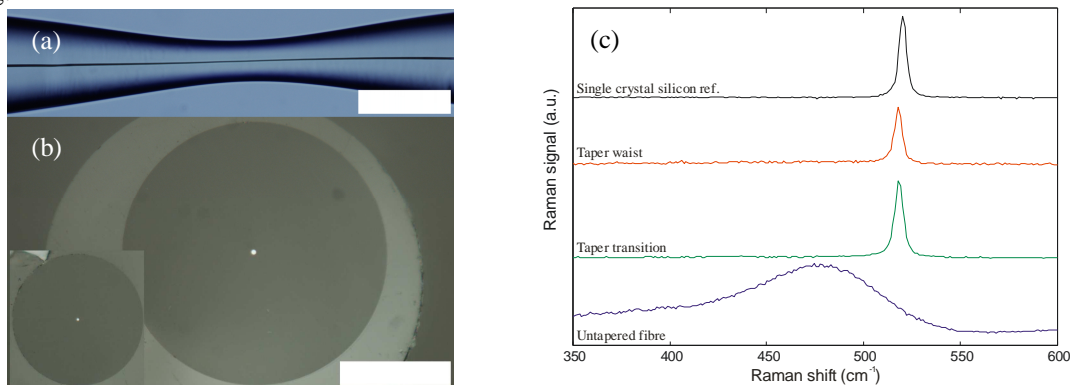 (a)
(b)
(c)
Single crystal silicon ref.
Taper waist
Taper transition
Untapered fibre
Raman signal (a.u.)
350 400 450 500 550 600
Raman shift (cm⁻¹)